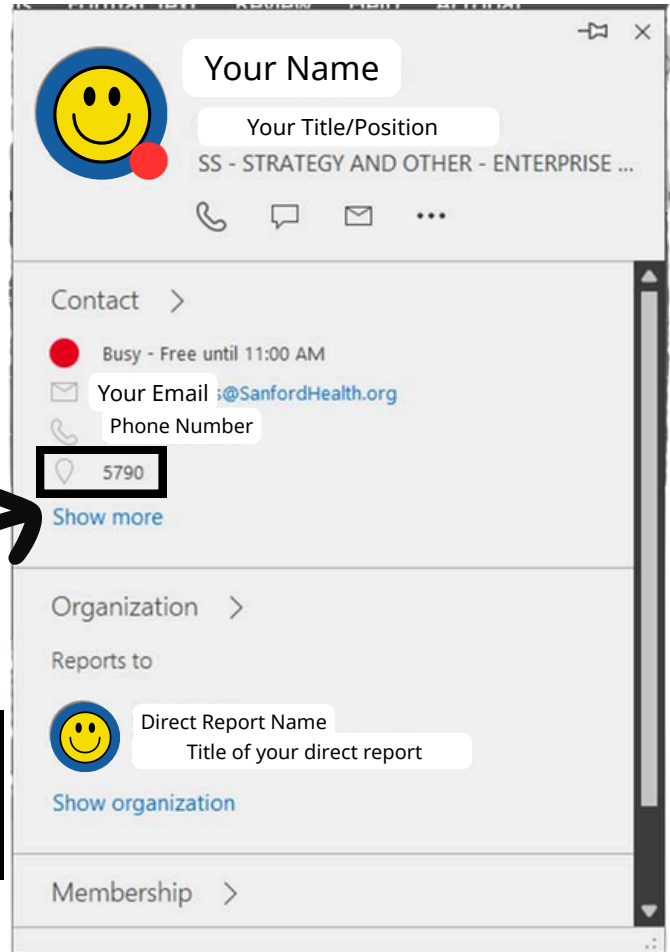 Your Name
Your Title/Position
SS - STRATEGY AND OTHER - ENTERPRISE ...
Contact
Busy - Free until 11:00 AM
Your Email s@SanfordHealth.org
Phone Number
5790
Show more
Organization
Reports to
Direct Report Name
Title of your direct report
Show organization
Membership